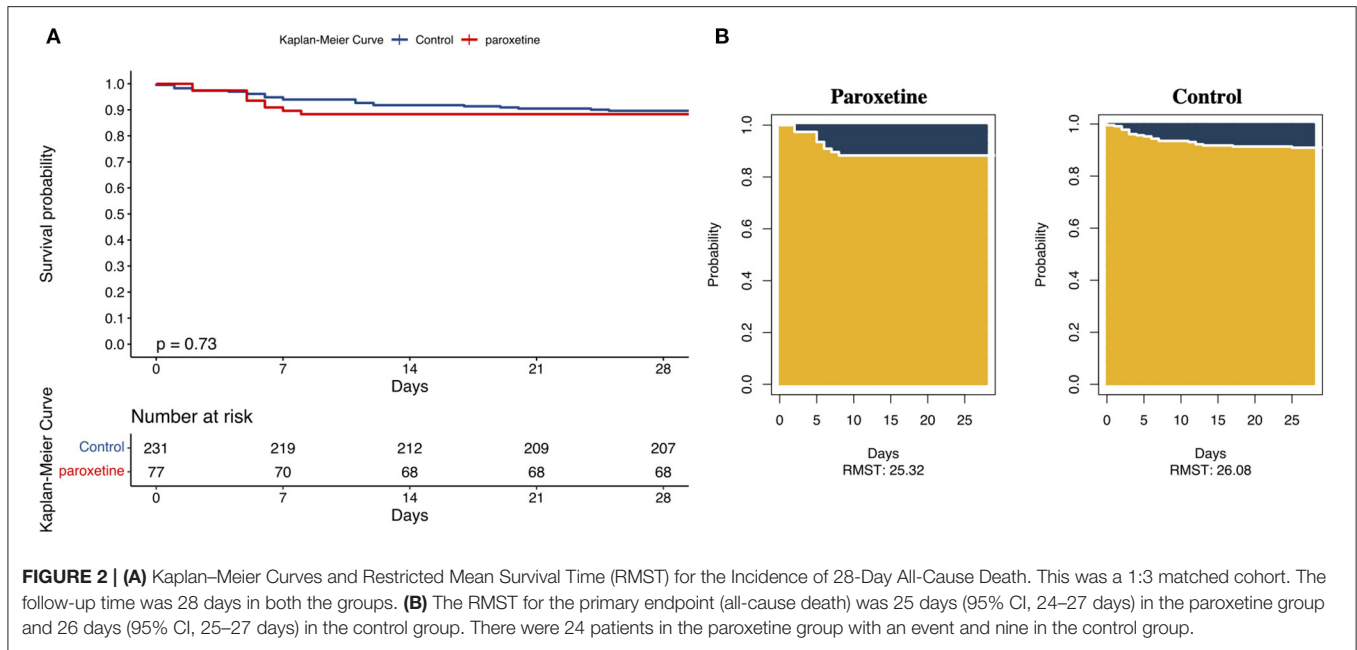 A
Kaplan-Meier Curve Control paroxetine
1.0
0.9
0.8
0.7
0.6
0.5
0.4
0.3
0.2
0.1
0.0
Survival probability
p = 0.73
0 7 14 21 28
Days
Number at risk
Kaplan-Meier Curve
Control 231 219 212 209 207
paroxetine 77 70 68 68 68
0 7 14 21 28
Days
B
Paroxetine
Probability
1.0
0.8
0.6
0.4
0.2
0.0
0 5 10 15 20 25
Days
RMST: 25.32
Control
Probability
1.0
0.8
0.6
0.4
0.2
0.0
0 5 10 15 20 25
Days
RMST: 26.08
FIGURE 2 | (A) Kaplan–Meier Curves and Restricted Mean Survival Time (RMST) for the Incidence of 28-Day All-Cause Death. This was a 1:3 matched cohort. The
follow-up time was 28 days in both the groups. (B) The RMST for the primary endpoint (all-cause death) was 25 days (95% CI, 24–27 days) in the paroxetine group
and 26 days (95% CI, 25–27 days) in the control group. There were 24 patients in the paroxetine group with an event and nine in the control group.